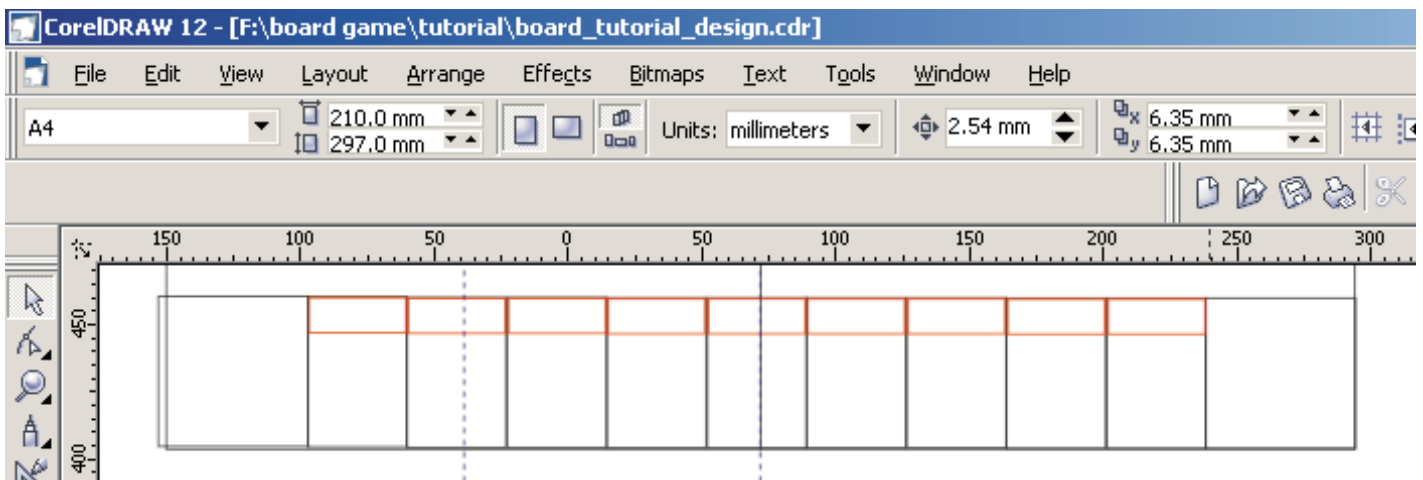 CorelDRAW 12 - [F:\board game\tutorial\board_tutorial_design.cdr]
File Edit View Layout Arrange Effects Bitmaps Text Tools Window Help
A4 210.0 mm 297.0 mm Units: millimeters 2.54 mm x 6.35 mm y 6.35 mm
150 100 50 0 50 100 150 200 250 300
450
400